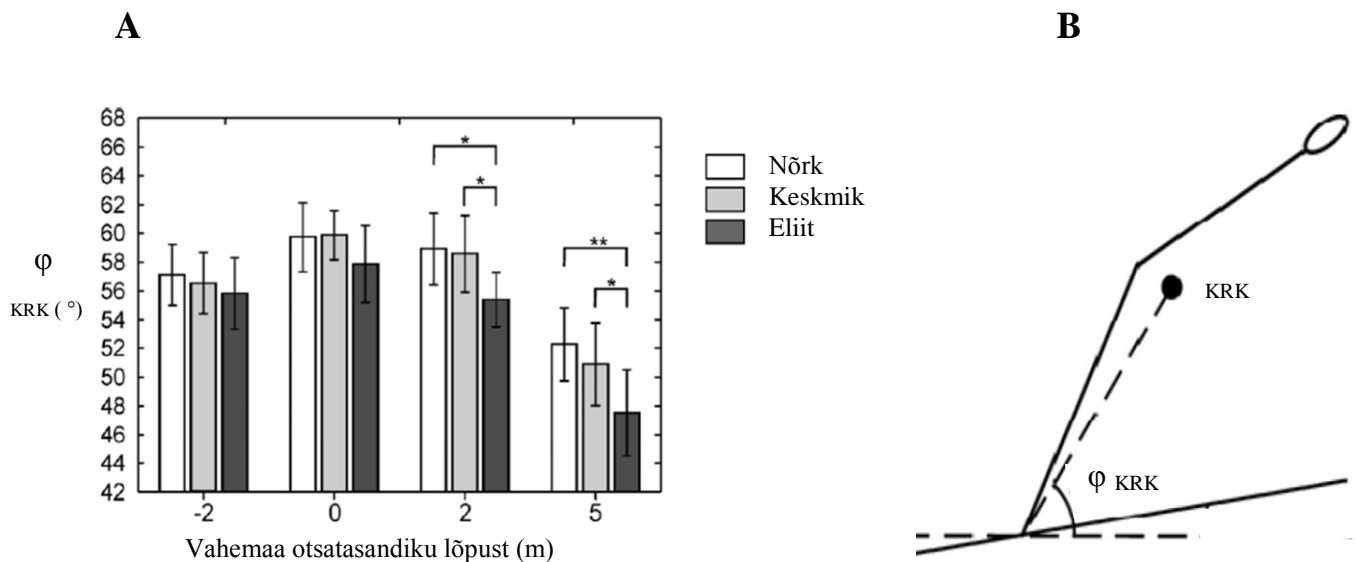 A
B
68
66
64
62
60
58
56
54
52
50
48
46
44
42
φ
KRK ( °)
*
*
**
*
-2
0
2
5
Vahemaa otsatasandiku lõpust (m)
Nõrk
Keskmik
Eliit
KRK
φ KRK